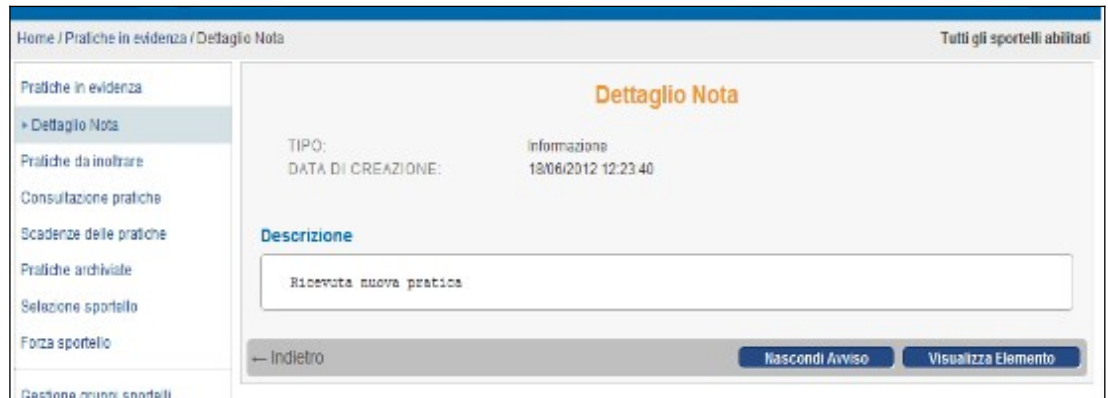 Home / Pratiche in evidenza / Dettaglio Nota
Tutti gli sportelli abilitati
Pratiche in evidenza
Dettaglio Nota
Pratiche da inoltrare
Consultazione pratiche
Scadenze delle pratiche
Pratiche archiviate
Selezione sportello
Forza sportello
Gestione gruppi sportelli
Dettaglio Nota
TIPO: Informazione
DATA DI CREAZIONE: 18/06/2012 12:23:40
Descrizione
Ricevuta nuova pratica
← Indietro
Nascondi Avviso
Visualizza Elemento